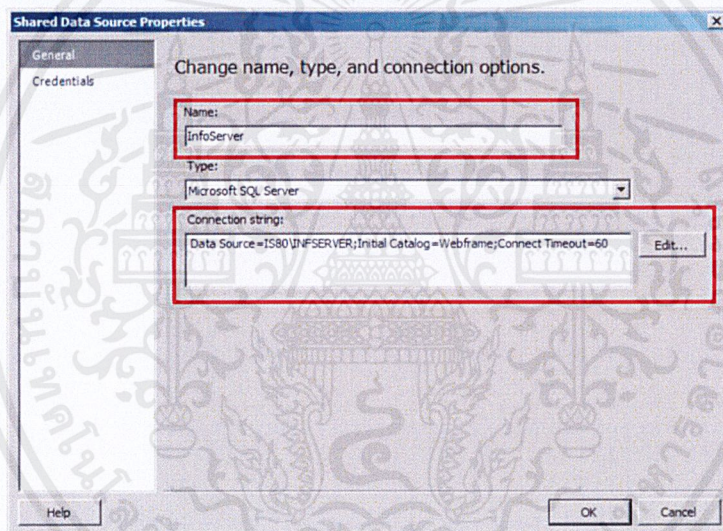 Shared Data Source Properties
General
Credentials
Change name, type, and connection options.
Name:
InfoServer
Type:
Microsoft SQL Server
Connection string:
Data Source=IS80\INFSERVER;Initial Catalog=Webframe;Connect Timeout=60
Edit...
Help
OK
Cancel